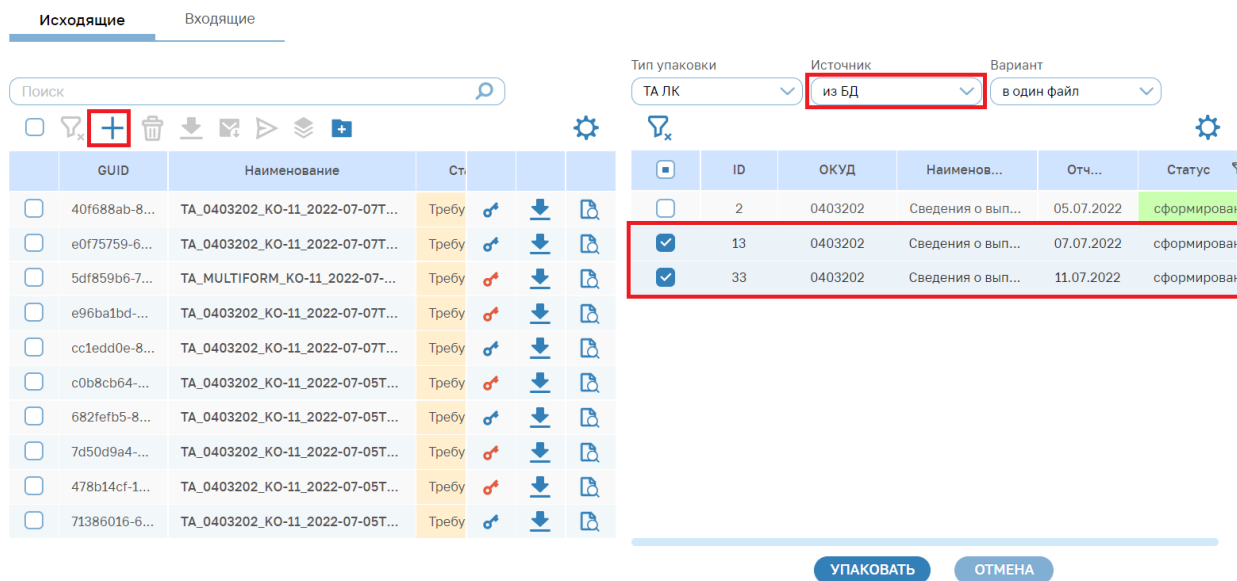 Исходящие Входящие
Тип упаковки Источник Вариант
Поиск ТА ЛК из БД в один файл
GUID Наименование Ста ID ОКУД Наименов... Отч... Статус
40f688ab-8... TA_0403202_KO-11_2022-07-07T... Требу 2 0403202 Сведения о вып... 05.07.2022 сформирован
e0f75759-6... TA_0403202_KO-11_2022-07-07T... Требу 13 0403202 Сведения о вып... 07.07.2022 сформирован
5df859b6-7... TA_MULTIFORM_KO-11_2022-07-... Требу 33 0403202 Сведения о вып... 11.07.2022 сформирован
e96ba1bd-... TA_0403202_KO-11_2022-07-07T... Требу
cc1edd0e-8... TA_0403202_KO-11_2022-07-07T... Требу
c0b8cb64-... TA_0403202_KO-11_2022-07-05T... Требу
682fefb5-8... TA_0403202_KO-11_2022-07-05T... Требу
7d50d9a4-... TA_0403202_KO-11_2022-07-05T... Требу
478b14cf-1... TA_0403202_KO-11_2022-07-05T... Требу
71386016-6... TA_0403202_KO-11_2022-07-05T... Требу
УПАКОВАТЬ ОТМЕНА